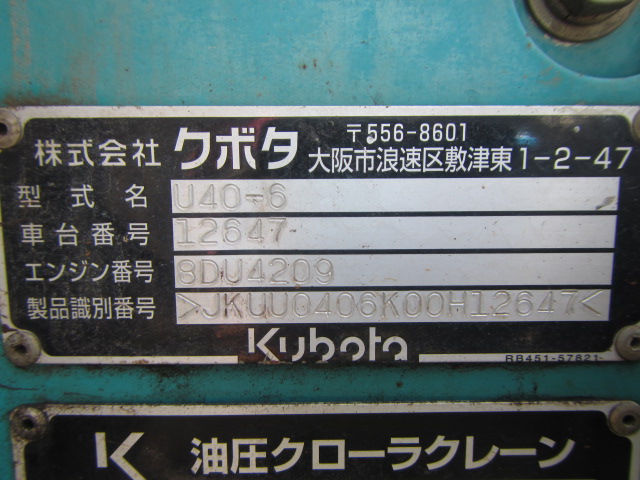 株式会社 クボタ 〒556-8601
大阪市浪速区敷津東1-2-47
型式名 U40-6
車台番号 12647
エンジン番号 8DU4209
製品識別番号 >JKUU0406K00H12647<
Kubota
RB451-57821-
油圧クローラクレーン